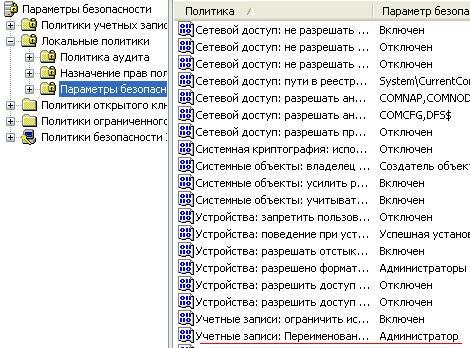 Параметры безопасности
Политики учетных запис
Локальные политики
Политика аудита
Назначение прав пол
Параметры безопасн
Политики открытого клю
Политики ограниченного
Политики безопасности
Политика
Параметр безопа
Сетевой доступ: не разрешать ... Включен
Сетевой доступ: не разрешать ... Отключен
Сетевой доступ: не разрешать ... Отключен
Сетевой доступ: пути в реестр... System\CurrentCo
Сетевой доступ: разрешать ан... COMNAP,COMNOD
Сетевой доступ: разрешать ан... COMCFG,DFS$
Сетевой доступ: разрешать пр... Отключен
Системная криптография: испо... Отключен
Системные объекты: владелец ... Создатель объек
Системные объекты: усилить р... Включен
Системные объекты: учитыват... Включен
Устройства: запретить пользов... Отключен
Устройства: поведение при уст... Успешная устано
Устройства: разрешать отстык... Включен
Устройства: разрешено формат... Администраторы
Устройства: разрешить доступ ... Отключен
Устройства: разрешить доступ ... Отключен
Учетные записи: ограничить ис... Включен
Учетные записи: Переименован... Администратор